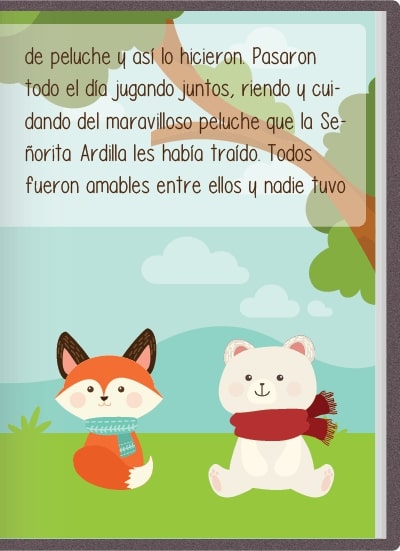 de peluche y así lo hicieron. Pasaron
todo el día jugando juntos, riendo y cui-
dando del maravilloso peluche que la Se-
ñorita Ardilla les había traído. Todos
fueron amables entre ellos y nadie tuvo